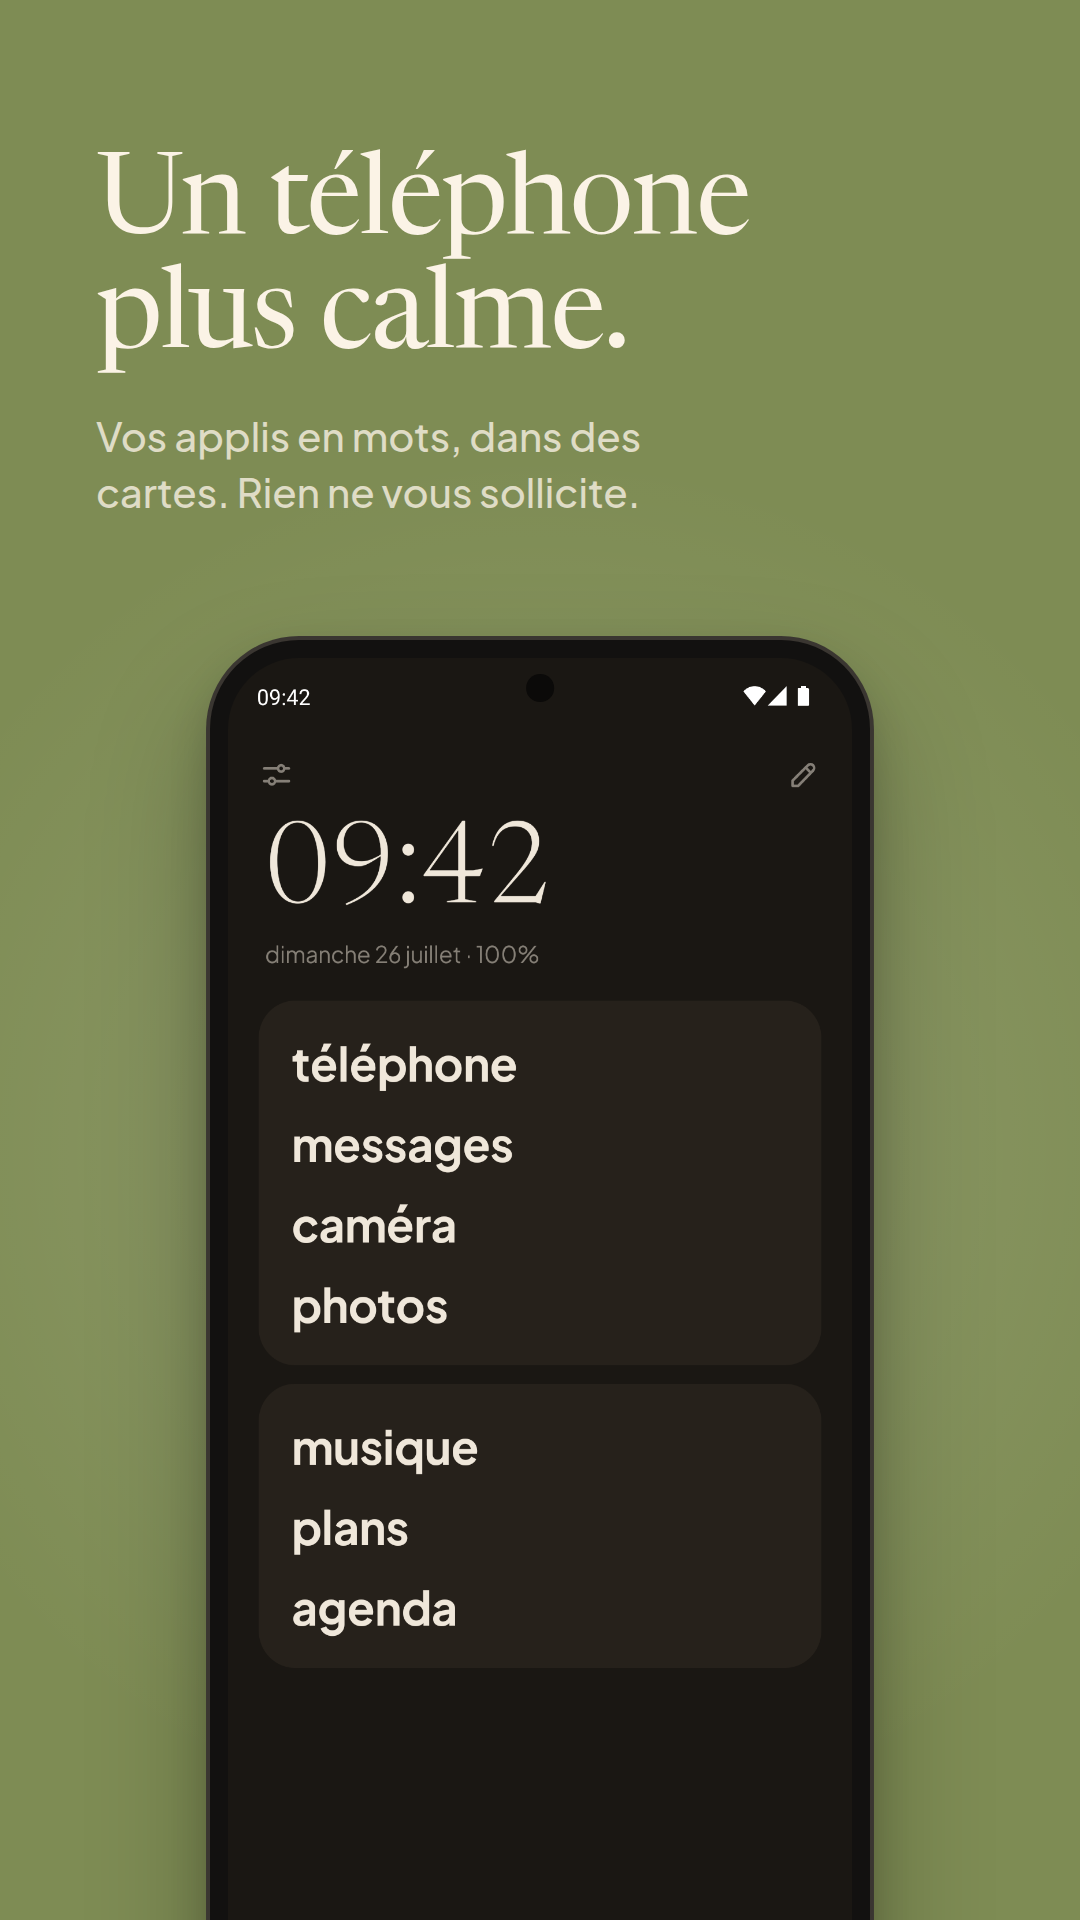 Un téléphone
plus calme.
Vos applis en mots, dans des
cartes. Rien ne vous sollicite.
09:42
09:42
dimanche 26 juillet · 100%
téléphone
messages
caméra
photos
musique
plans
agenda